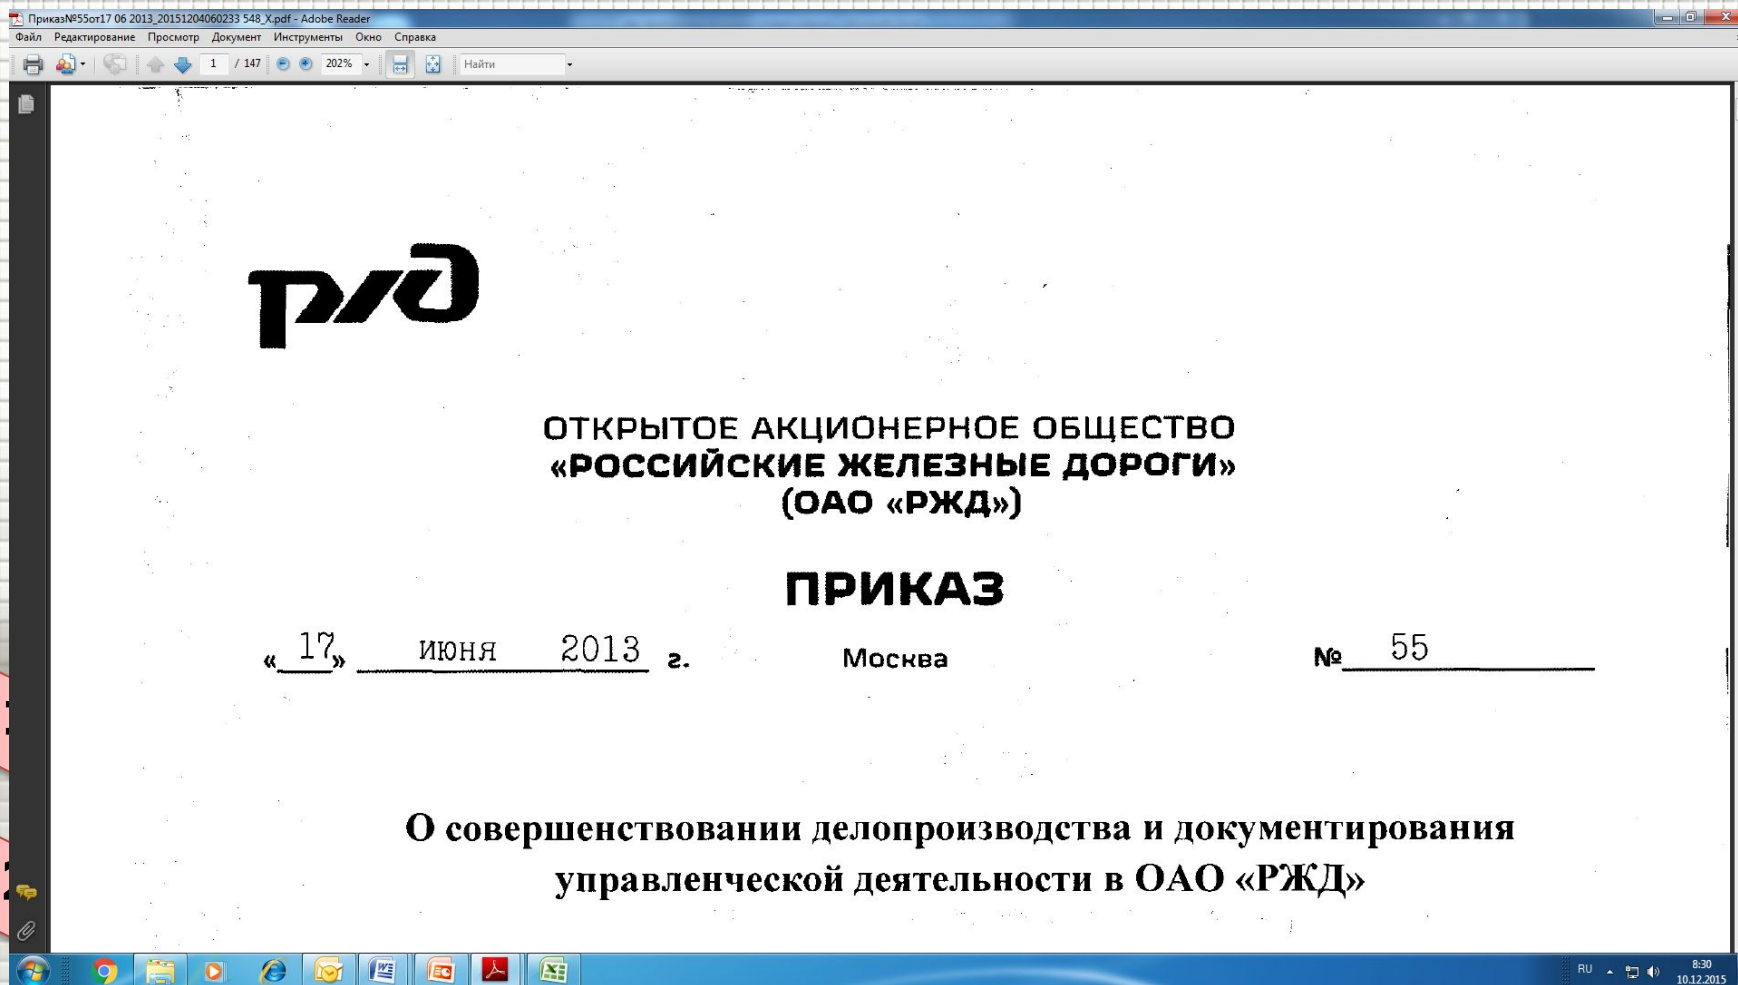 Приказ№55от17 06 2013_20151204060233 548_X.pdf - Adobe Reader
Файл Редактирование Просмотр Документ Инструменты Окно Справка
1 / 147 202% Найти
ржд
ОТКРЫТОЕ АКЦИОНЕРНОЕ ОБЩЕСТВО
«РОССИЙСКИЕ ЖЕЛЕЗНЫЕ ДОРОГИ»
(ОАО «РЖД»)
ПРИКАЗ
« 17 » июня 2013 г. Москва № 55
О совершенствовании делопроизводства и документирования
управленческой деятельности в ОАО «РЖД»
RU 8:30
10.12.2015